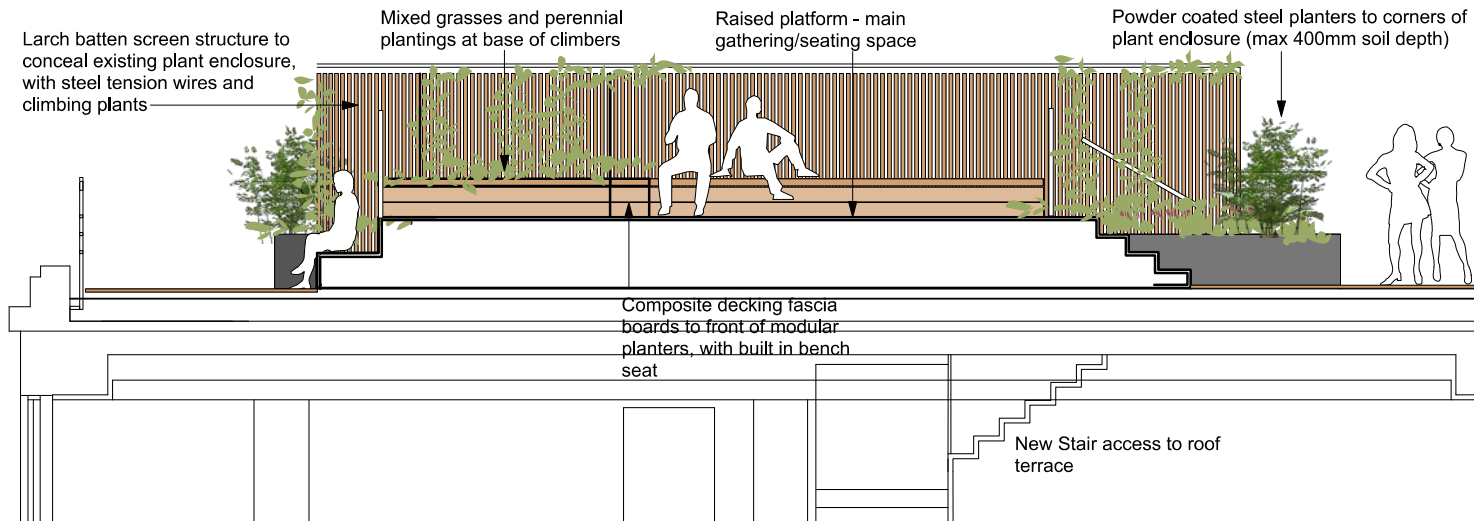 Larch batten screen structure to
conceal existing plant enclosure,
with steel tension wires and
climbing plants
Mixed grasses and perennial
plantings at base of climbers
Raised platform - main
gathering/seating space
Powder coated steel planters to corners of
plant enclosure (max 400mm soil depth)
Composite decking fascia
boards to front of modular
planters, with built in bench
seat
New Stair access to roof
terrace